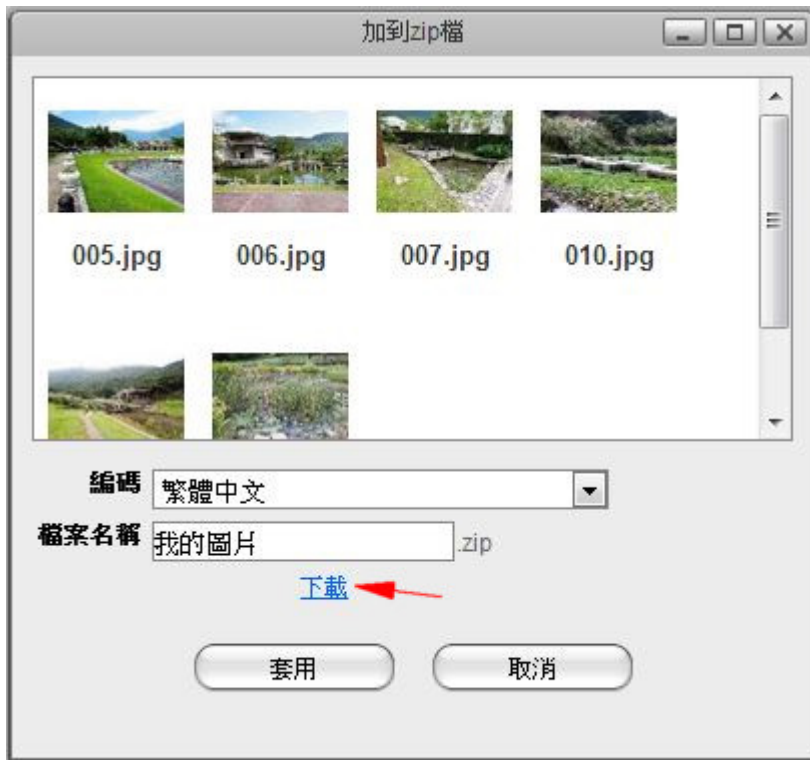 加到zip檔
005.jpg 006.jpg 007.jpg 010.jpg
編碼 繁體中文
檔案名稱 我的圖片 .zip
下載
套用 取消